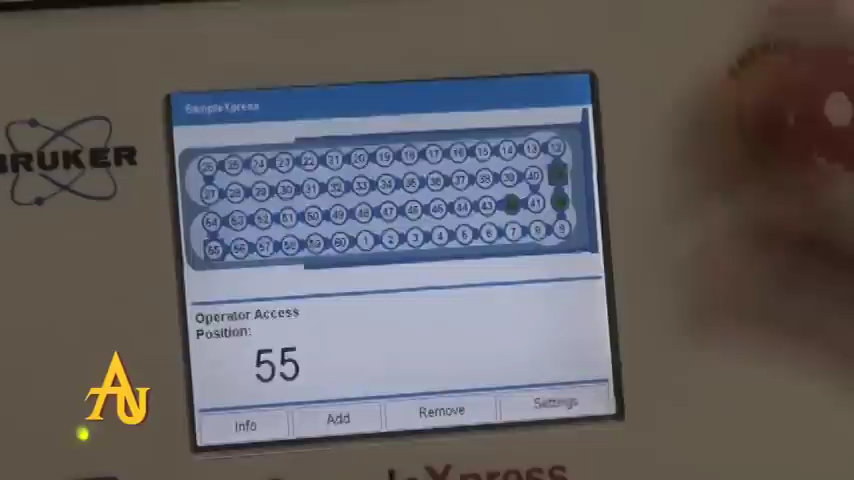 BRUKER
SampleXpress
26 25 24 23 22 21 20 19 18 17 16 15 14 13 12
27 28 29 30 31 32 33 34 35 36 37 38 39 40
54 53 52 51 50 49 48 47 46 45 44 43 41
55 56 57 58 59 60 1 2 3 4 5 6 7 8 9
Operator Access
Position:
55
Info Add Remove Settings
AU
SampleXpress